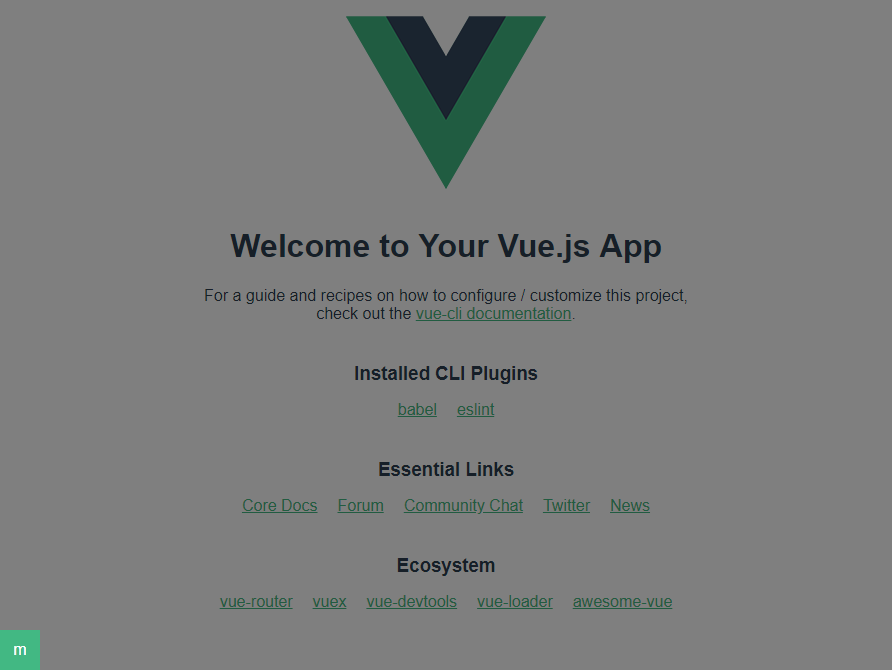 Welcome to Your Vue.js App
For a guide and recipes on how to configure / customize this project,
check out the vue-cli documentation.
Installed CLI Plugins
babel eslint
Essential Links
Core Docs Forum Community Chat Twitter News
Ecosystem
vue-router vuex vue-devtools vue-loader awesome-vue
m